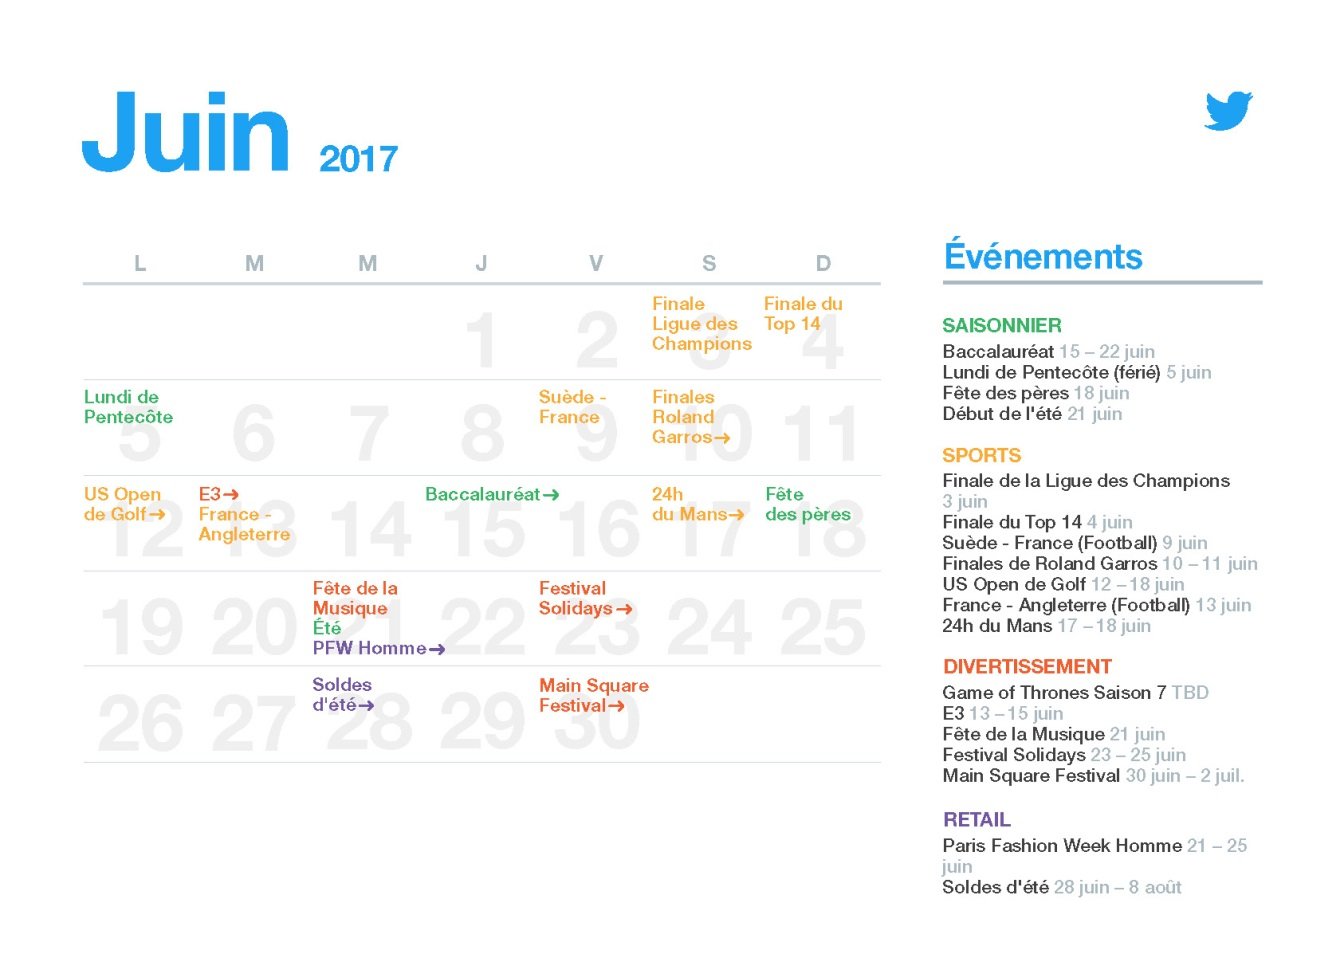 Juin 2017
L M M J V S D
Finale
Ligue des
Champions
Finale du
Top 14
1 2 3 4
Lundi de
Pentecôte
Suède -
France
Finales
Roland
Garros→
5 6 7 8 9 10 11
US Open
de Golf→
E3→
France -
Angleterre
Baccalauréat→
24h
du Mans→
Fête
des pères
12 13 14 15 16 17 18
Fête de la
Musique
Été
PFW Homme→
Festival
Solidays→
19 20 21 22 23 24 25
Soldes
d'été→
Main Square
Festival→
26 27 28 29 30
Événements
SAISONNIER
Baccalauréat 15 – 22 juin
Lundi de Pentecôte (férié) 5 juin
Fête des pères 18 juin
Début de l'été 21 juin
SPORTS
Finale de la Ligue des Champions
3 juin
Finale du Top 14 4 juin
Suède - France (Football) 9 juin
Finales de Roland Garros 10 – 11 juin
US Open de Golf 12 – 18 juin
France - Angleterre (Football) 13 juin
24h du Mans 17 – 18 juin
DIVERTISSEMENT
Game of Thrones Saison 7 TBD
E3 13 – 15 juin
Fête de la Musique 21 juin
Festival Solidays 23 – 25 juin
Main Square Festival 30 juin – 2 juil.
RETAIL
Paris Fashion Week Homme 21 – 25
juin
Soldes d'été 28 juin – 8 août